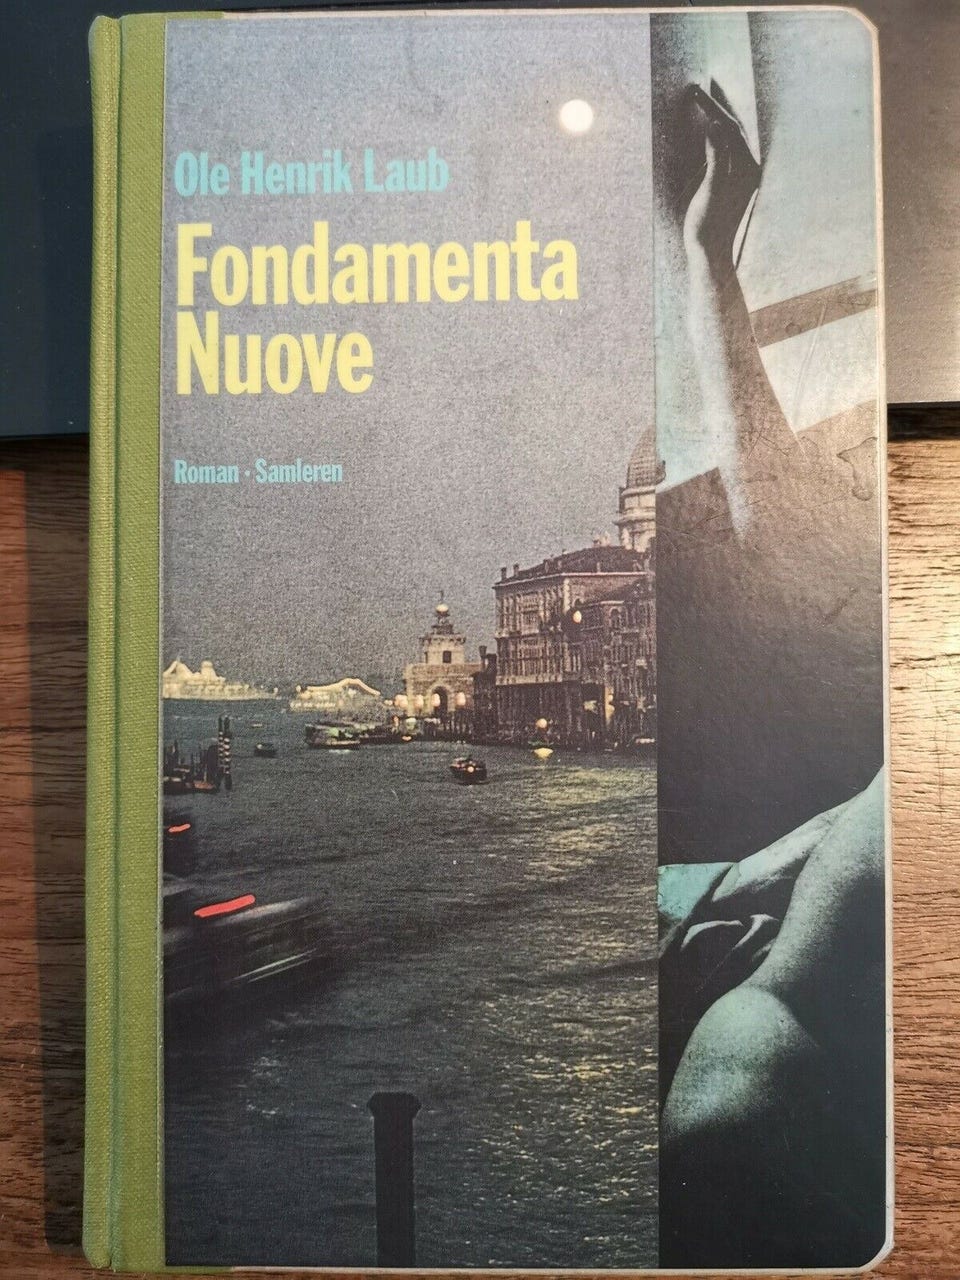 Ole Henrik Laub
Fondamenta
Nuove
Roman · Samleren